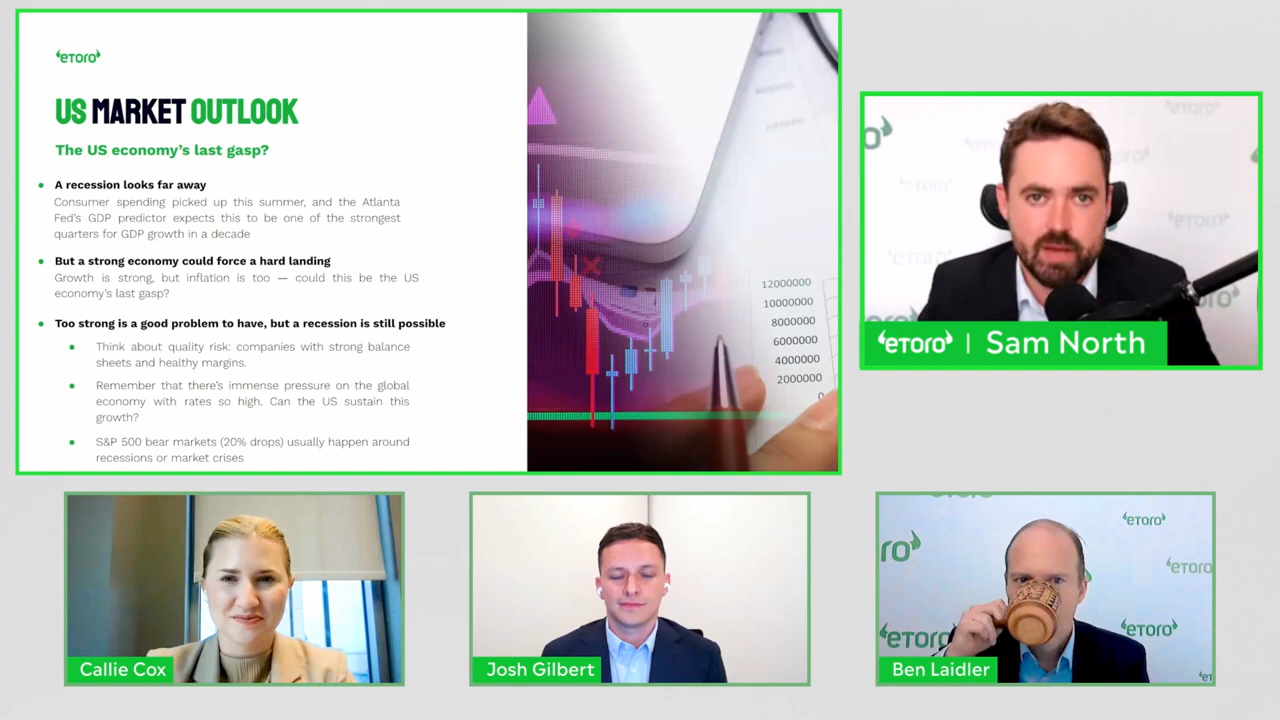 eToro
US MARKET OUTLOOK
The US economy's last gasp?
A recession looks far away
Consumer spending picked up this summer, and the Atlanta
Fed's GDP predictor expects this to be one of the strongest
quarters for GDP growth in a decade
But a strong economy could force a hard landing
Growth is strong, but inflation is too — could this be the US
economy's last gasp?
Too strong is a good problem to have, but a recession is still possible
Think about quality risk: companies with strong balance
sheets and healthy margins.
Remember that there's immense pressure on the global
economy with rates so high. Can the US sustain this
growth?
S&P 500 bear markets (20% drops) usually happen around
recessions or market crises
12000000
10000000
8000000
6000000
4000000
2000000
0
eToro | Sam North
Callie Cox
Josh Gilbert
eToro
eToro
eToro
eToro
Ben Laidler